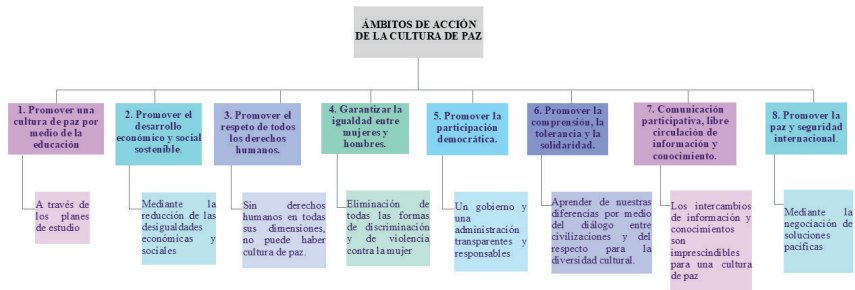 ÁMBITOS DE ACCIÓN
DE LA CULTURA DE PAZ
1. Promover una
cultura de paz por
medio de la
educación
A través de
los planes
de estudio
2. Promover el
desarrollo
económico y social
sostenible.
Mediante la
reducción de las
desigualdades
económicas y
sociales
3. Promover el
respeto de todos
los derechos
humanos.
Sin derechos
humanos en todas
sus dimensiones,
no puede haber
cultura de paz.
4. Garantizar la
igualdad entre
mujeres y
hombres.
Eliminación de
todas las formas
de discriminación
y de violencia
contra la mujer
5. Promover la
participación
democrática.
Un gobierno y
una
administración
transparentes y
responsables
6. Promover la
comprensión, la
tolerancia y la
solidaridad.
Aprender de nuestras
diferencias por medio
del diálogo entre
civilizaciones y del
respecto para la
diversidad cultural.
7. Comunicación
participativa, libre
circulación de
información y
conocimiento.
Los intercambios
de información y
conocimientos
son
imprescindibles
para una cultura
de paz
8. Promover la
paz y seguridad
internacional.
Mediante la
negociación de
soluciones
pacificas